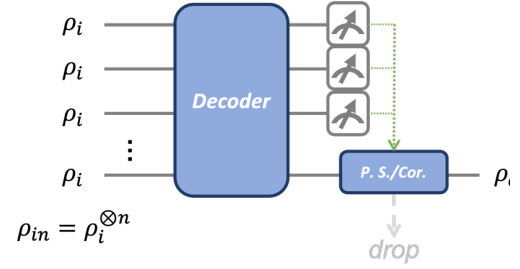 ρᵢ
ρᵢ
Decoder
ρᵢ
⋮
ρᵢ
P. S./Cor.
ρ
ρᵢₙ = ρᵢ^⊗n
drop